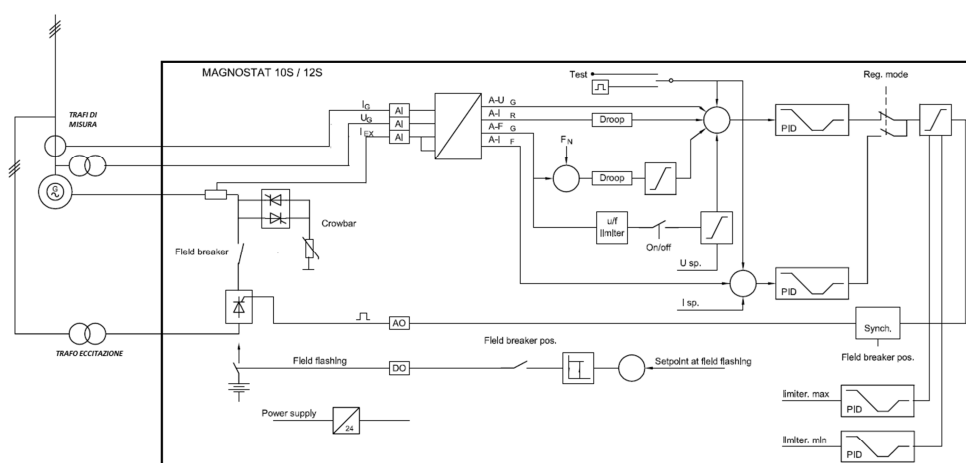 MAGNOSTAT 10S / 12S
TRAFI DI
MISURA
G
I G
U G
I EX
AI
AI
AI
A-U G
A-I R
A-F G
A-I F
Test
Droop
F N
Droop
u/f
limiter
On/off
U sp.
I sp.
PID
Reg. mode
PID
Crowbar
Field breaker
TRAFO ECCITAZIONE
AO
Synch.
Field breaker pos.
Field flashing
DO
Field breaker pos.
Setpoint at field flashing
Power supply
24
limiter. max
PID
limiter. min
PID